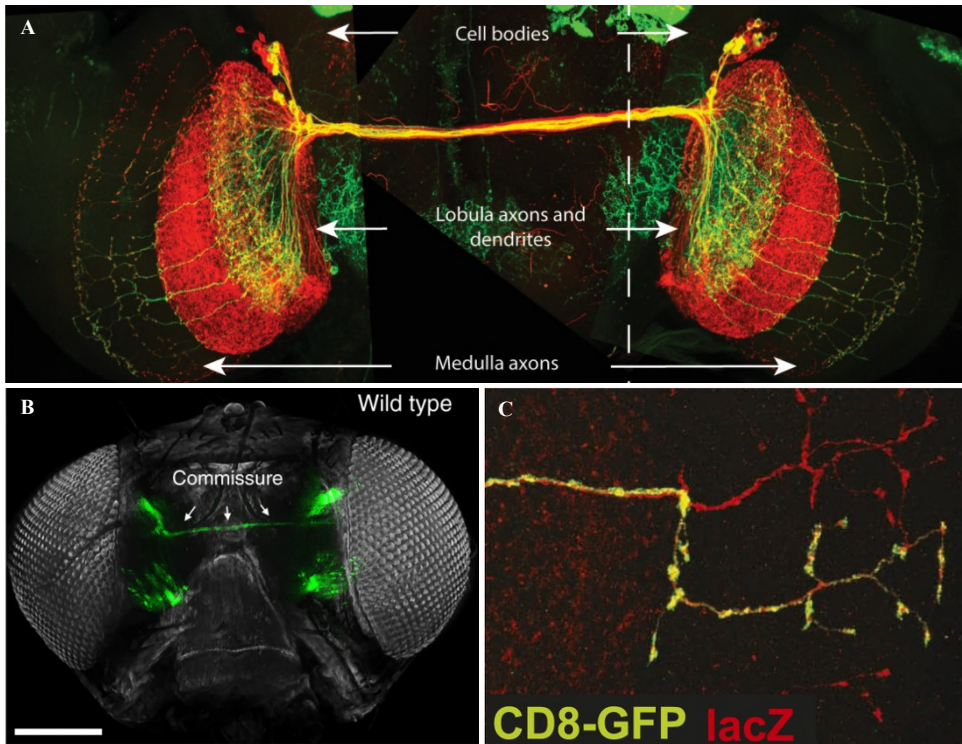 A
Cell bodies
Lobula axons and
dendrites
Medulla axons
B
Wild type
Commissure
C
CD8-GFP lacZ